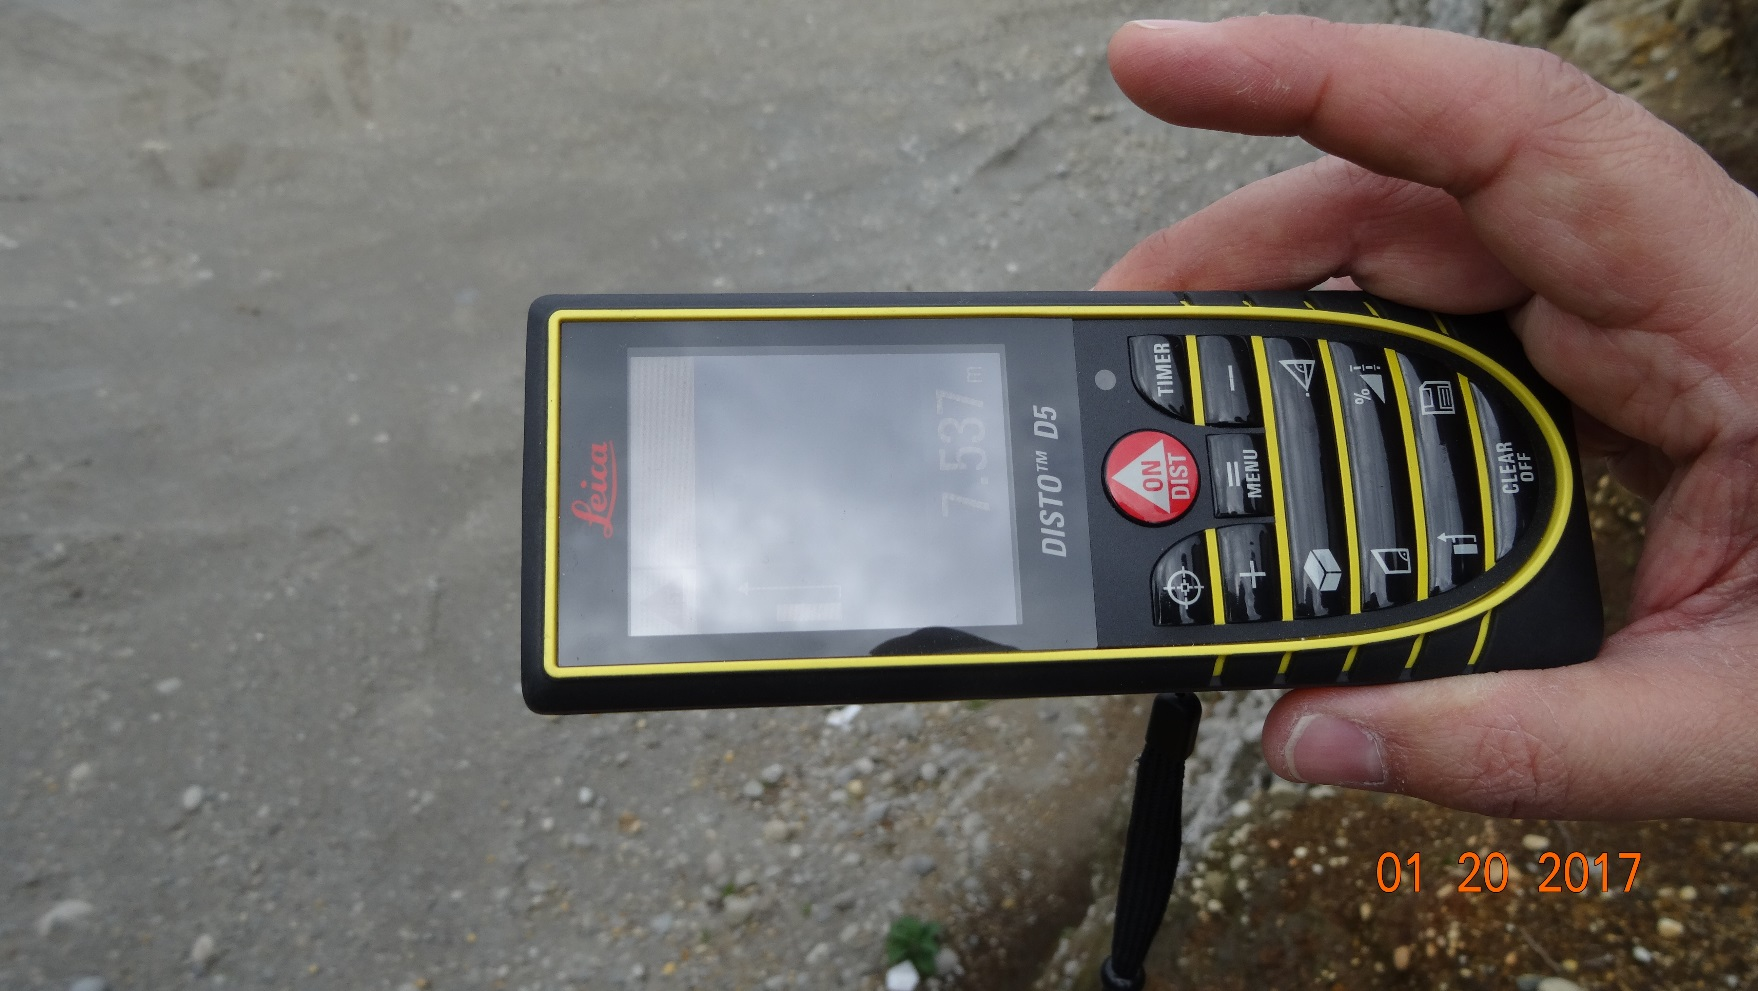 Leica
7.537 m
DISTO™ D5
TIMER
−
%
ON
DIST
=
MENU
+
CLEAR
OFF
01 20 2017